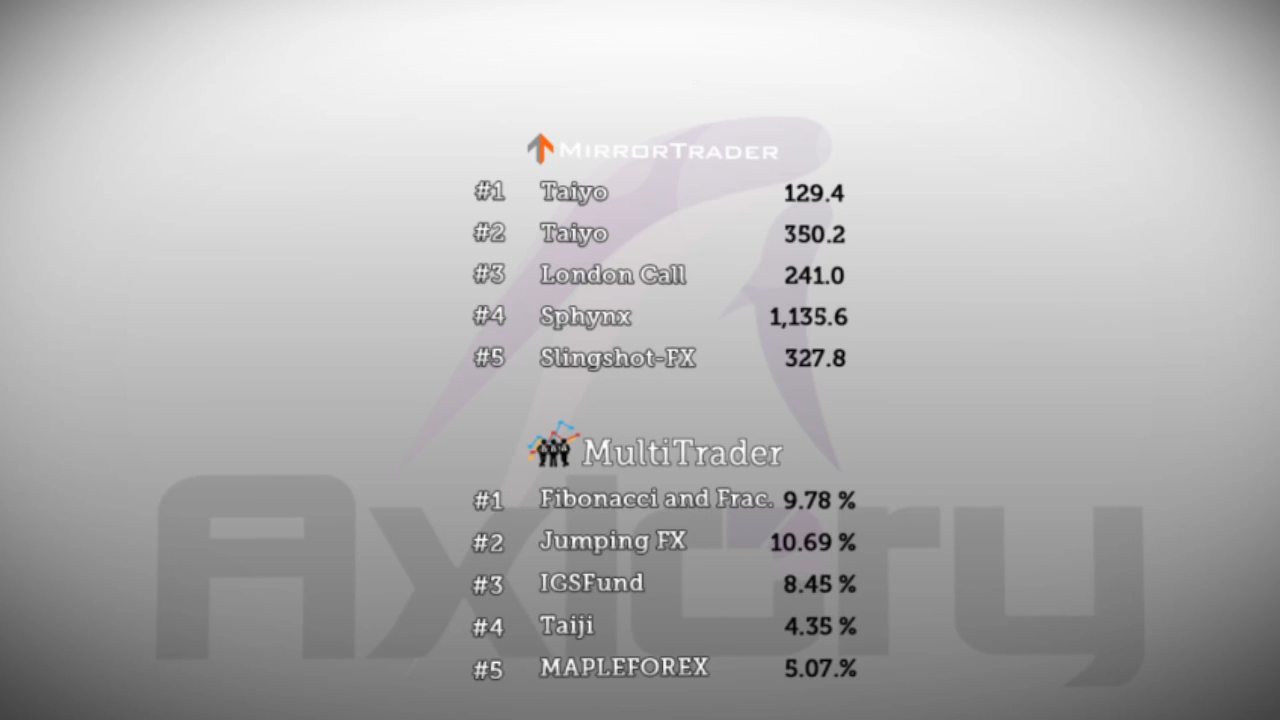 MIRRORTRADER
#1 Taiyo 129.4
#2 Taiyo 350.2
#3 London Call 241.0
#4 Sphynx 1,135.6
#5 Slingshot-FX 327.8
MultiTrader
#1 Fibonacci and Frac. 9.78 %
#2 Jumping FX 10.69 %
#3 IGSFund 8.45 %
#4 Taiji 4.35 %
#5 MAPLEFOREX 5.07.%
Axiory